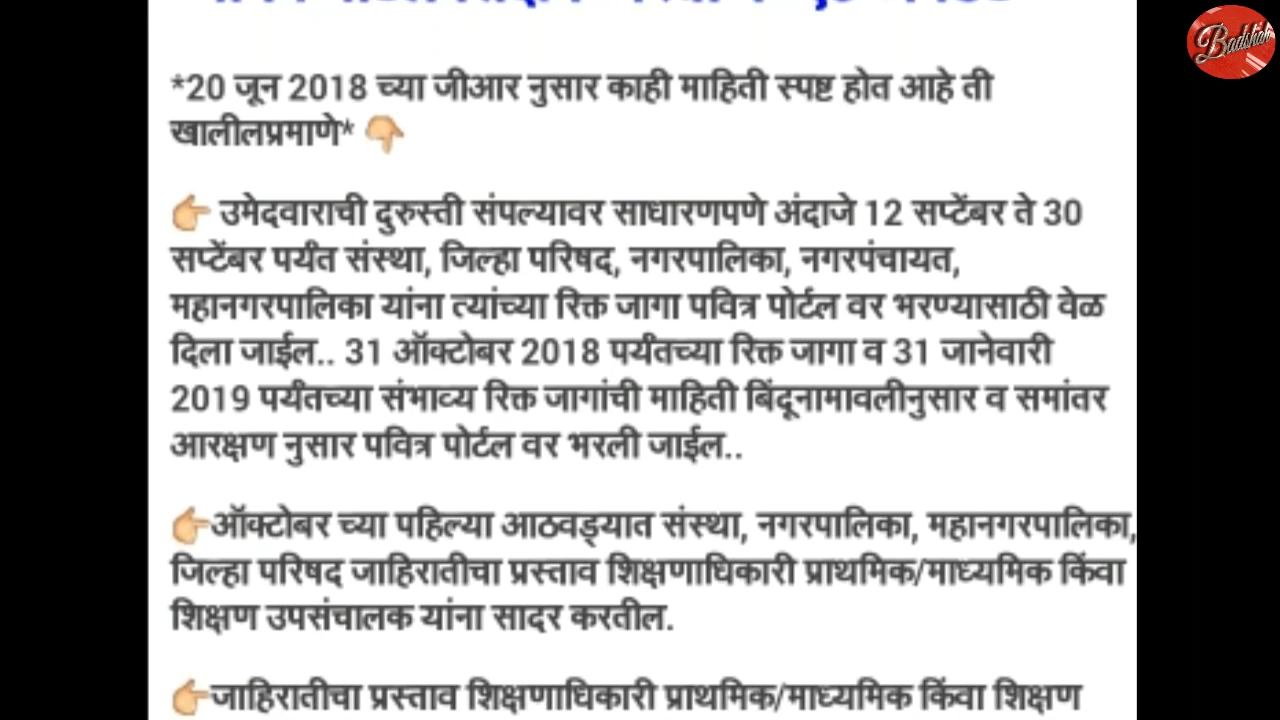 Badshah
*20 जून 2018 च्या जीआर नुसार काही माहिती स्पष्ट होत आहे ती
खालीलप्रमाणे* 👇
👉 उमेदवाराची दुरुस्ती संपल्यावर साधारणपणे अंदाजे 12 सप्टेंबर ते 30
सप्टेंबर पर्यंत संस्था, जिल्हा परिषद, नगरपालिका, नगरपंचायत,
महानगरपालिका यांना त्यांच्या रिक्त जागा पवित्र पोर्टल वर भरण्यासाठी वेळ
दिला जाईल.. 31 ऑक्टोबर 2018 पर्यंतच्या रिक्त जागा व 31 जानेवारी
2019 पर्यंतच्या संभाव्य रिक्त जागांची माहिती बिंदूनामावलीनुसार व समांतर
आरक्षण नुसार पवित्र पोर्टल वर भरली जाईल..
👉ऑक्टोबर च्या पहिल्या आठवड्यात संस्था, नगरपालिका, महानगरपालिका,
जिल्हा परिषद जाहिरातीचा प्रस्ताव शिक्षणाधिकारी प्राथमिक/माध्यमिक किंवा
शिक्षण उपसंचालक यांना सादर करतील.
👉जाहिरातीचा प्रस्ताव शिक्षणाधिकारी प्राथमिक/माध्यमिक किंवा शिक्षण